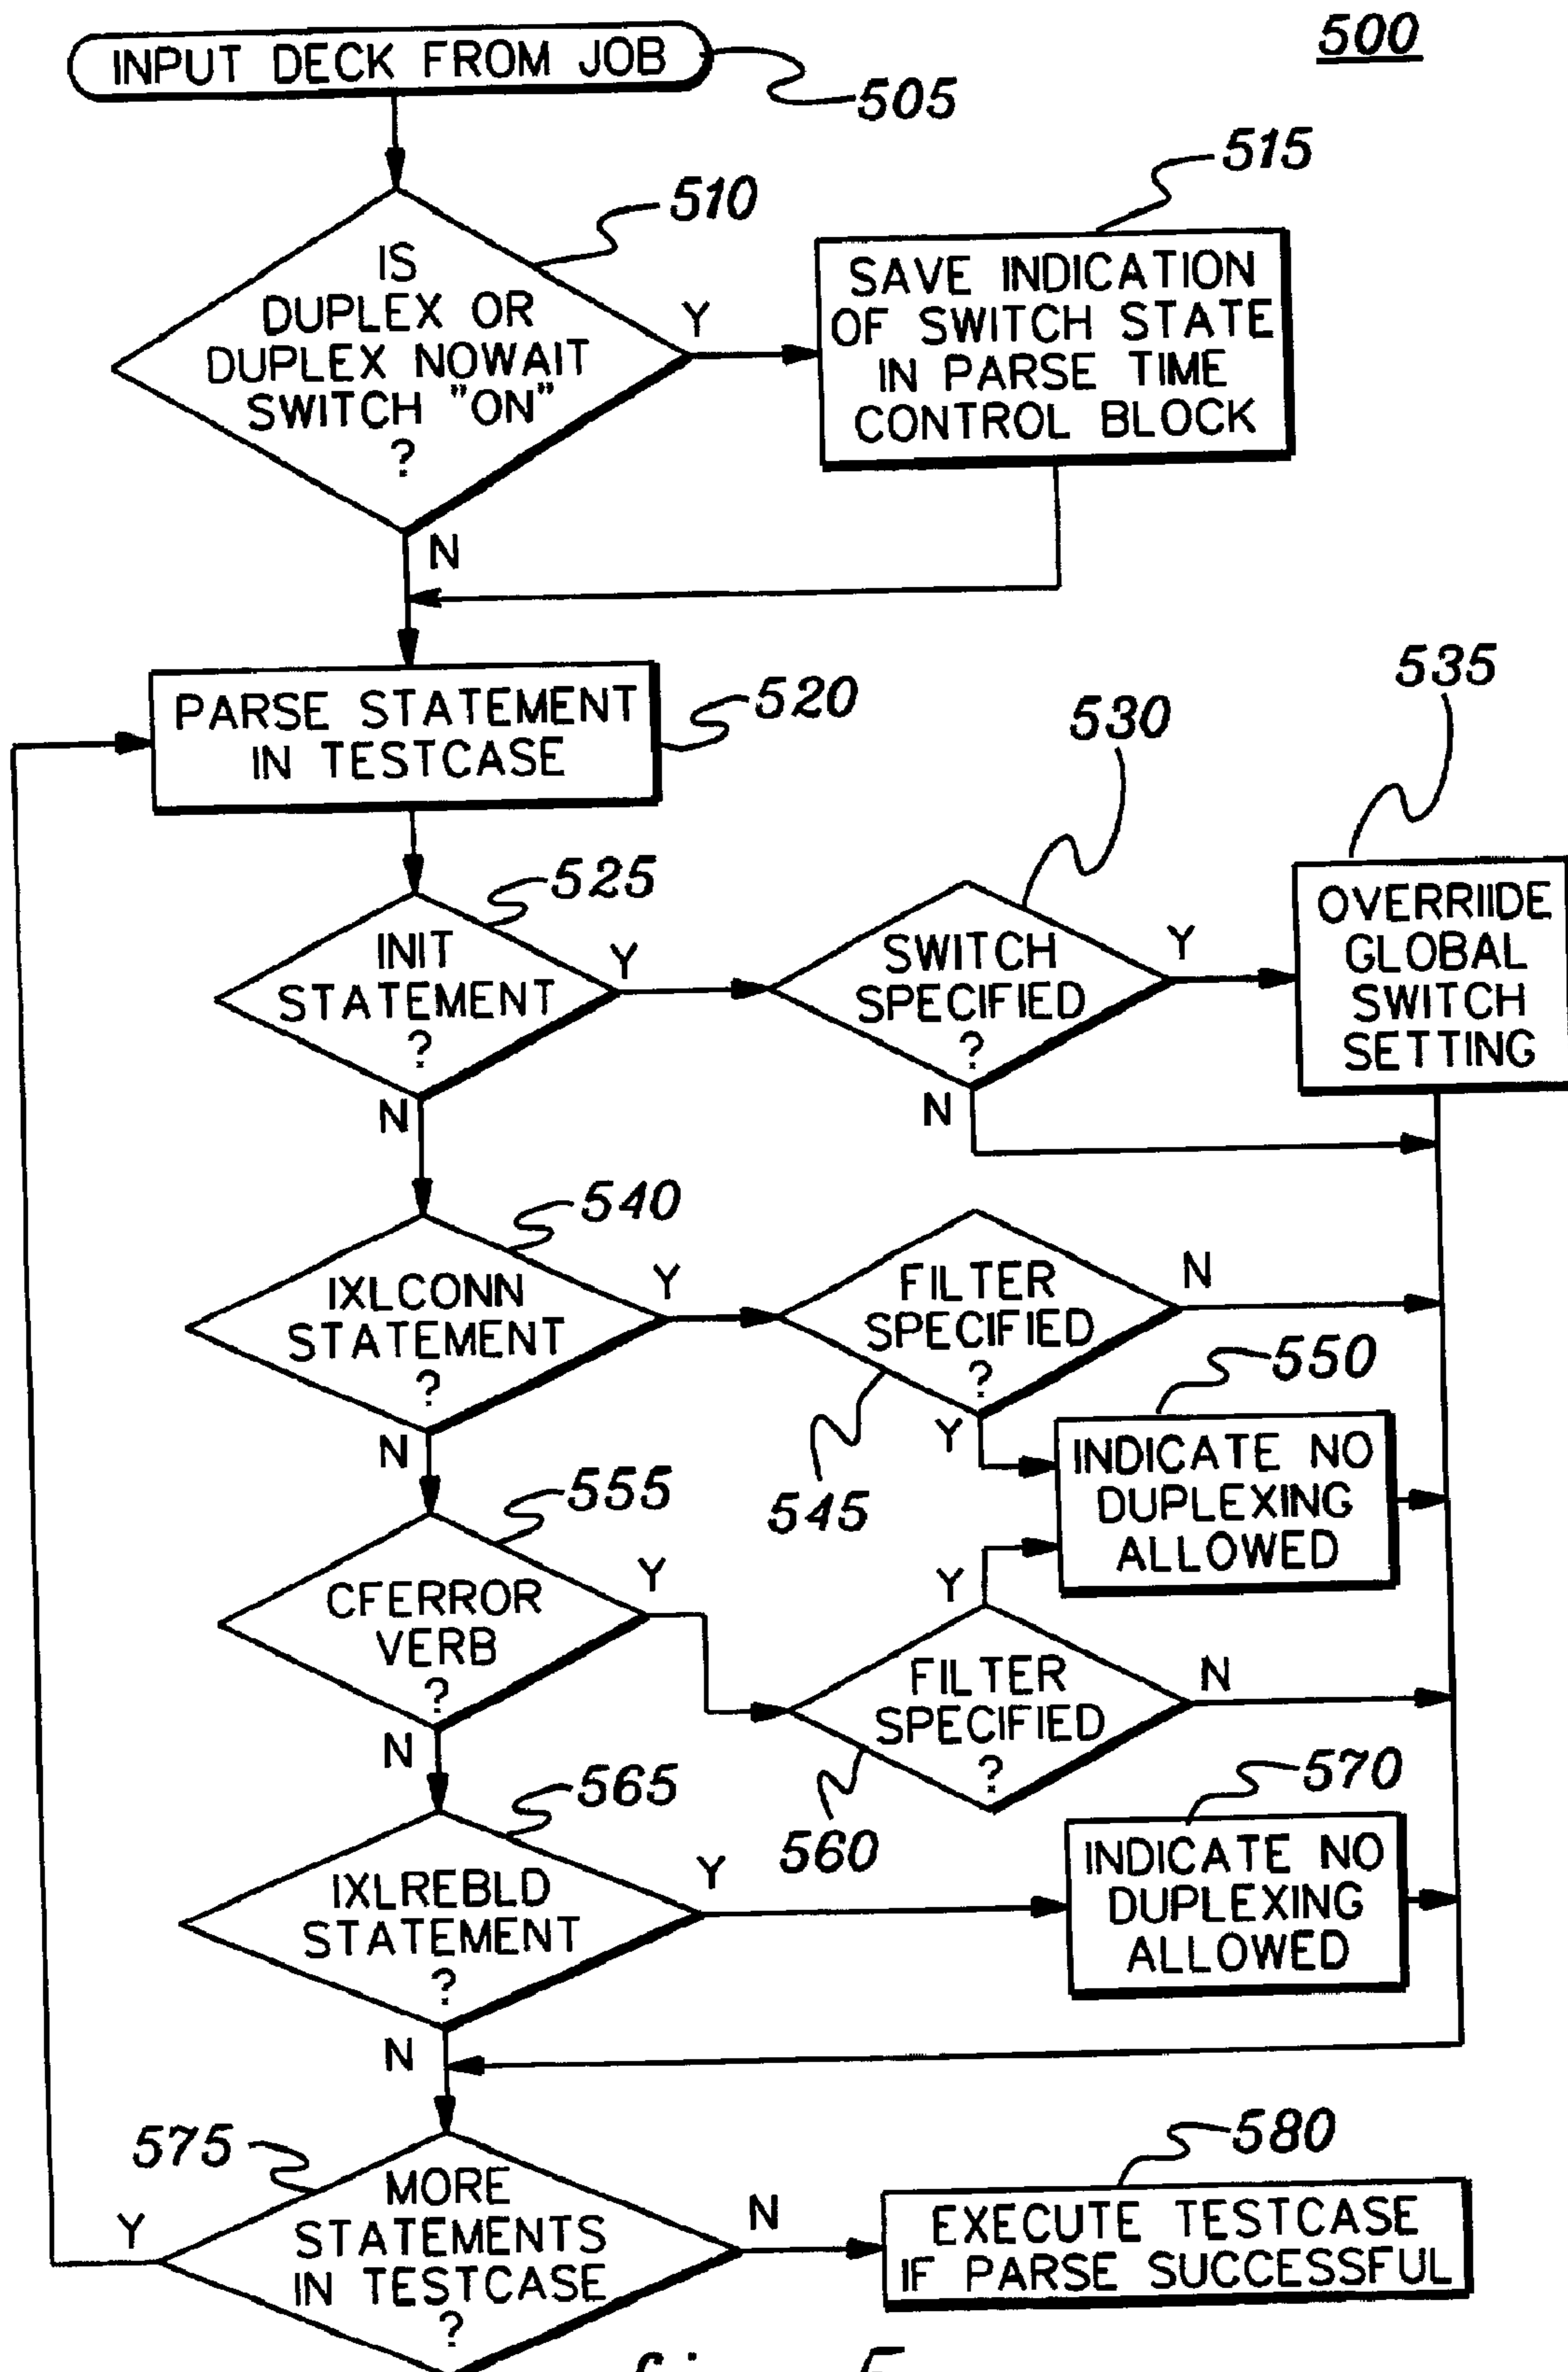 500
INPUT DECK FROM JOB
505
510
515
IS
DUPLEX OR
DUPLEX NOWAIT
SWITCH "ON"
?
Y
SAVE INDICATION
OF SWITCH STATE
IN PARSE TIME
CONTROL BLOCK
N
PARSE STATEMENT
IN TESTCASE
520
530
535
525
INIT
STATEMENT
?
Y
SWITCH
SPECIFIED
?
Y
OVERRIIDE
GLOBAL
SWITCH
SETTING
N
N
540
IXLCONN
STATEMENT
?
Y
FILTER
SPECIFIED
?
N
545
Y
550
INDICATE NO
DUPLEXING
ALLOWED
N
555
CFERROR
VERB
?
Y
Y
FILTER
SPECIFIED
?
N
560
N
565
IXLREBLD
STATEMENT
?
Y
570
INDICATE NO
DUPLEXING
ALLOWED
N
575
MORE
STATEMENTS
IN TESTCASE
?
Y
N
580
EXECUTE TESTCASE
IF PARSE SUCCESSFUL